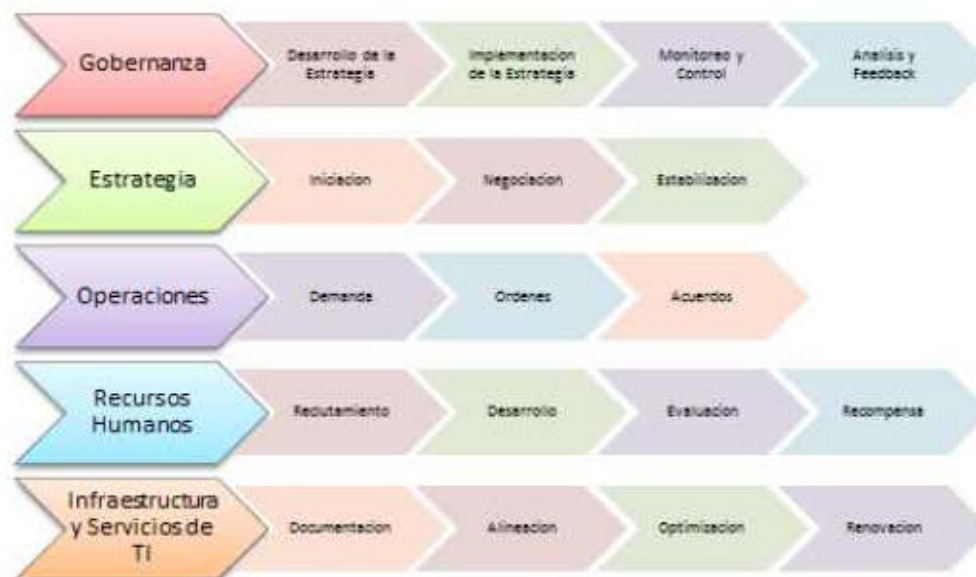 Gobernanza
Desarrollo de la
Estrategia
Implementacion
de la Estrategia
Monitoreo y
Control
Analisis y
Feedback
Estrategia
Iniciacion
Negociacion
Estabilizacion
Operaciones
Demanda
Ordenes
Acuerdos
Recursos
Humanos
Reclutamiento
Desarrollo
Evaluacion
Recompensa
Infraestructura
y Servicios de
TI
Documentacion
Alineacion
Optimizacion
Renovacion